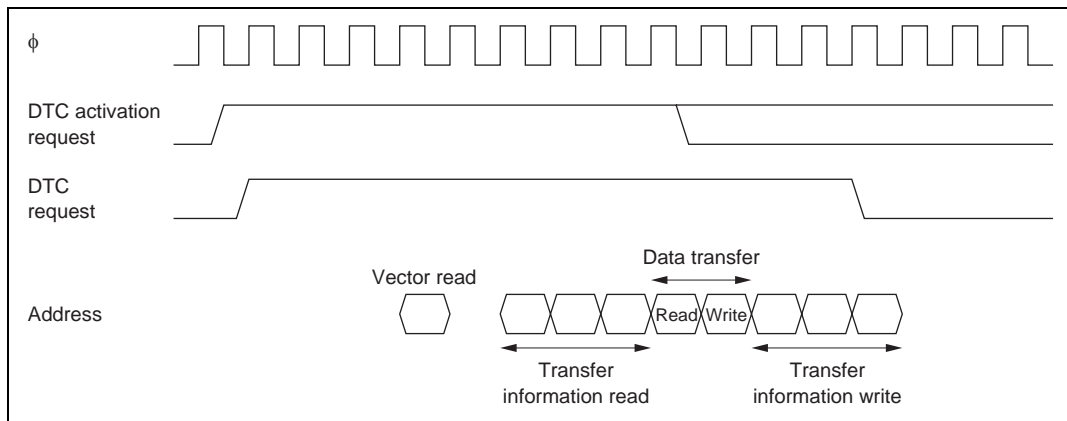 ϕ
DTC activation
request
DTC
request
Data transfer
Vector read
Address
Read Write
Transfer
information read
Transfer
information write